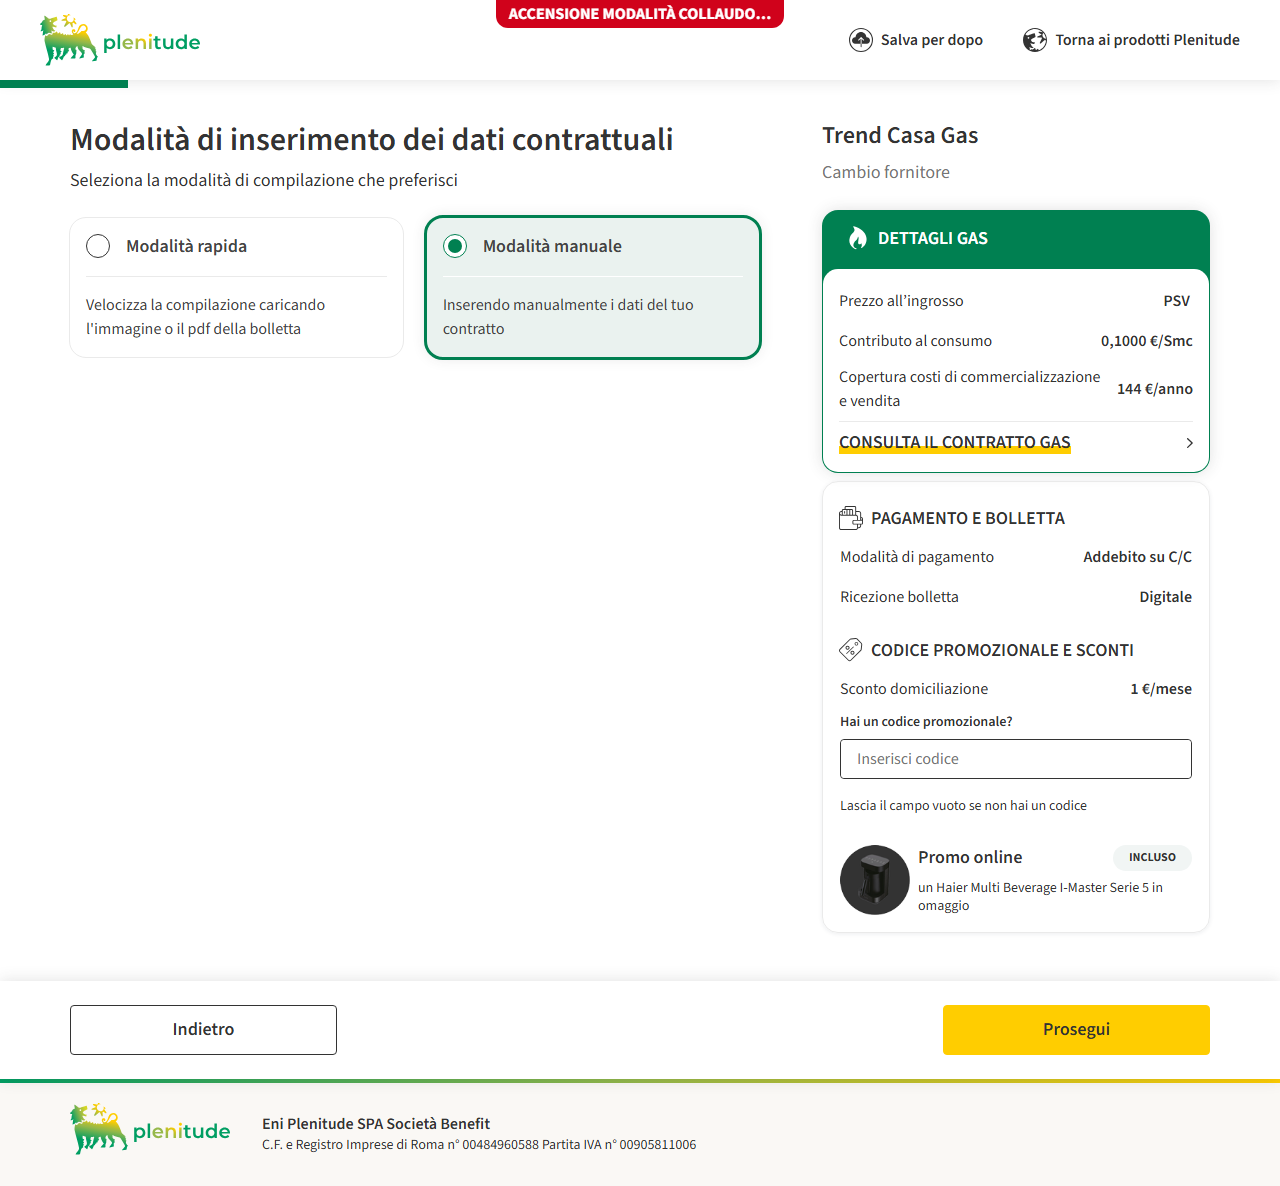 ACCENSIONE MODALITÀ COLLAUDO...
plenitude
Salva per dopo
Torna ai prodotti Plenitude
Modalità di inserimento dei dati contrattuali
Seleziona la modalità di compilazione che preferisci
Modalità rapida
Velocizza la compilazione caricando
l'immagine o il pdf della bolletta
Modalità manuale
Inserendo manualmente i dati del tuo
contratto
Trend Casa Gas
Cambio fornitore
DETTAGLI GAS
Prezzo all’ingrosso PSV
Contributo al consumo 0,1000 €/Smc
Copertura costi di commercializzazione
e vendita 144 €/anno
CONSULTA IL CONTRATTO GAS
PAGAMENTO E BOLLETTA
Modalità di pagamento Addebito su C/C
Ricezione bolletta Digitale
CODICE PROMOZIONALE E SCONTI
Sconto domiciliazione 1 €/mese
Hai un codice promozionale?
Inserisci codice
Lascia il campo vuoto se non hai un codice
Promo online INCLUSO
un Haier Multi Beverage I-Master Serie 5 in
omaggio
Indietro
Prosegui
plenitude
Eni Plenitude SPA Società Benefit
C.F. e Registro Imprese di Roma n° 00484960588 Partita IVA n° 00905811006